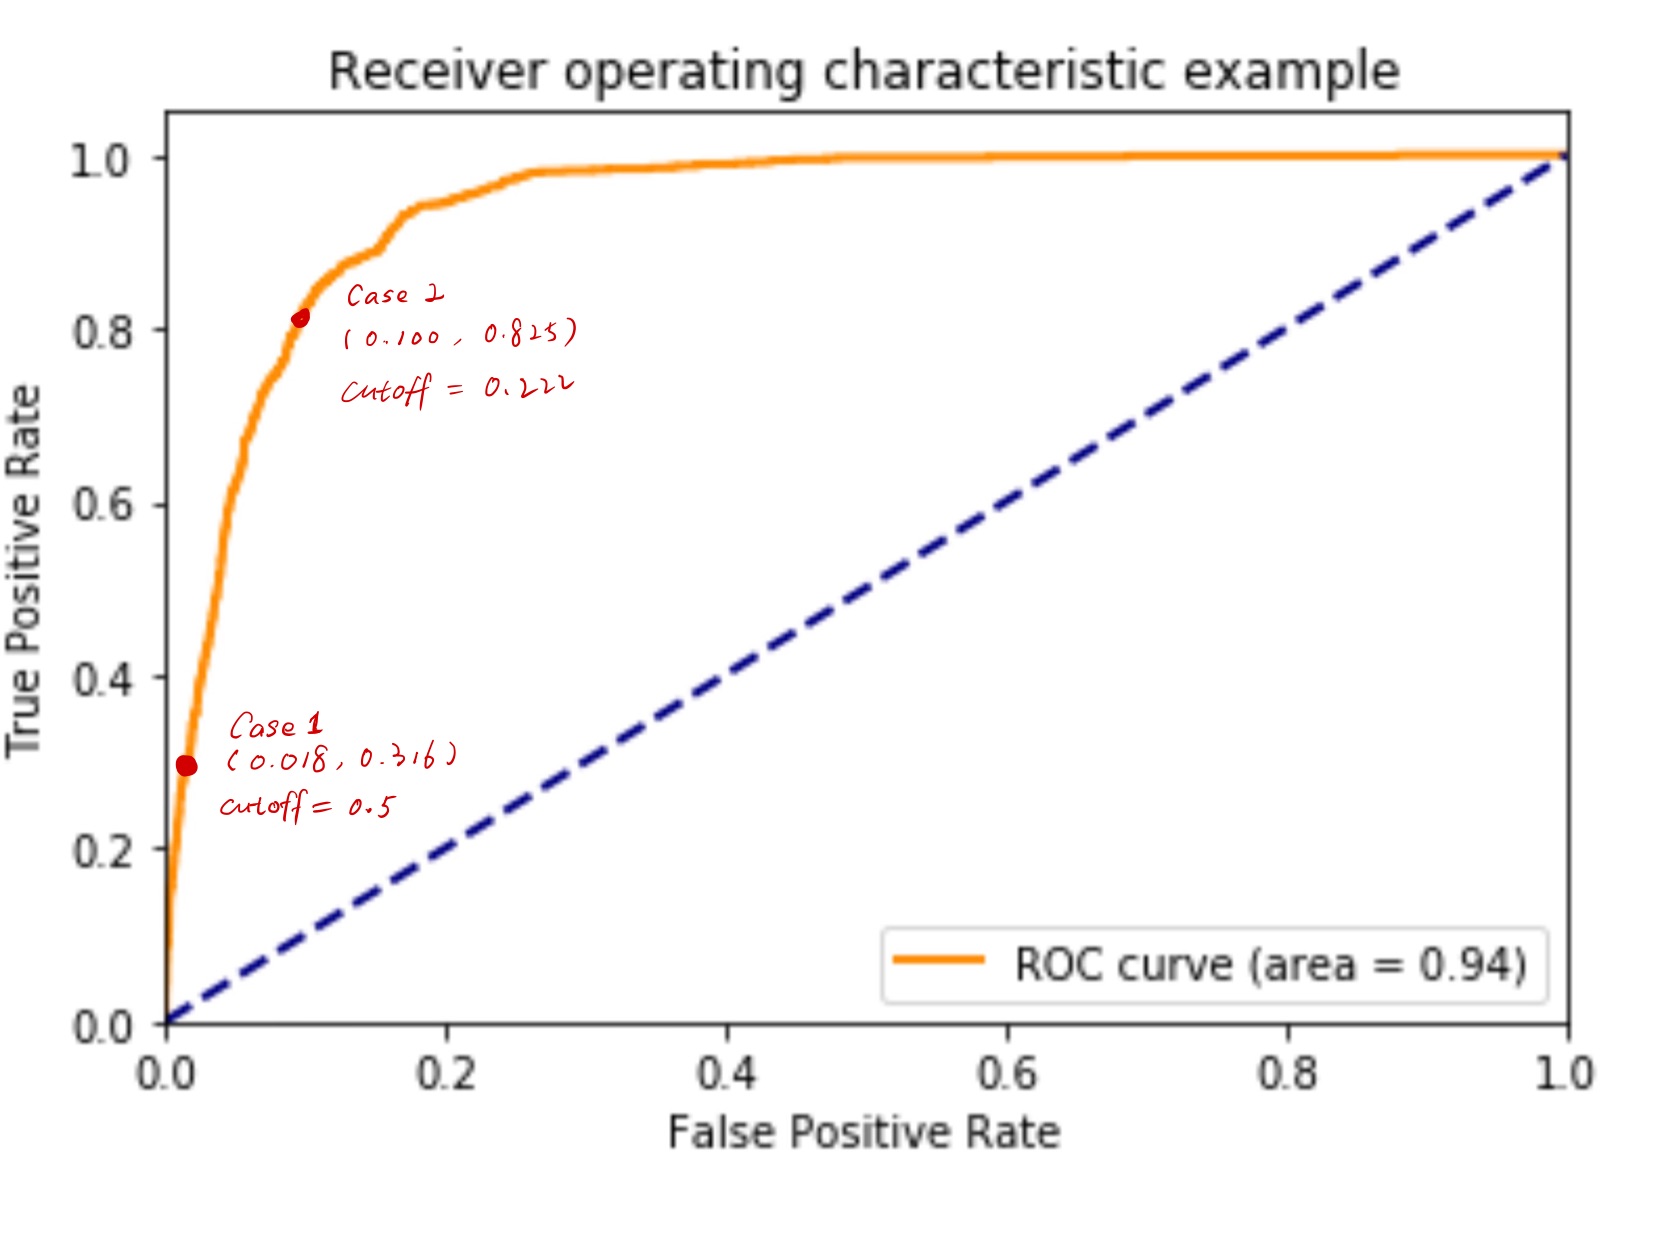 Receiver operating characteristic example
True Positive Rate
1.0
0.8
0.6
0.4
0.2
0.0
Case 2
(0.100, 0.825)
cutoff = 0.222
Case 1
(0.018, 0.316)
cutoff = 0.5
ROC curve (area = 0.94)
0.0 0.2 0.4 0.6 0.8 1.0
False Positive Rate